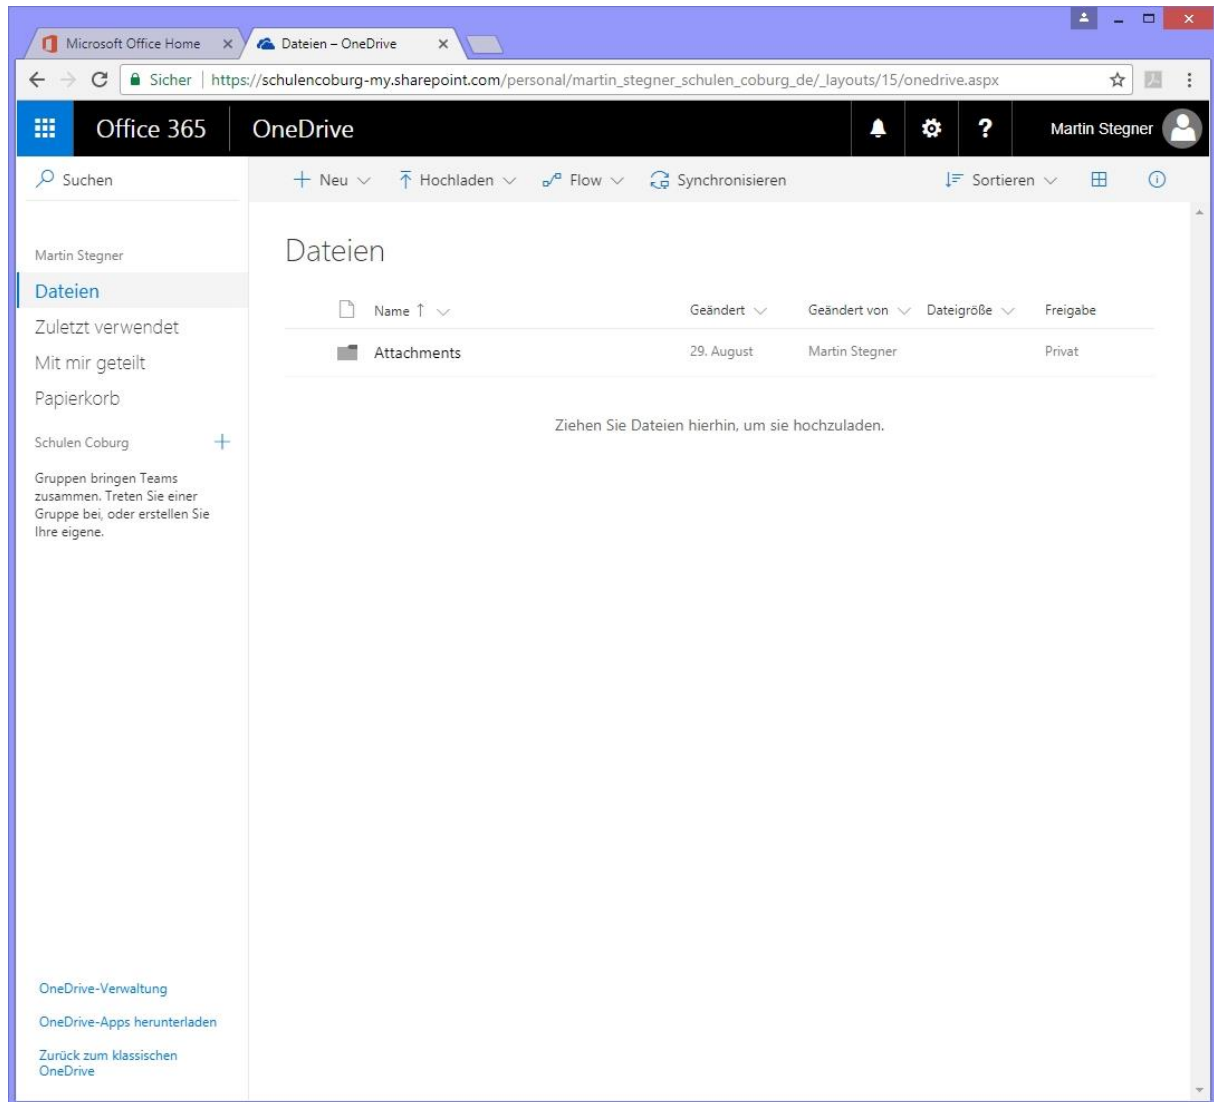 Microsoft Office Home
Dateien – OneDrive
Sicher | https://schulencoburg-my.sharepoint.com/personal/martin_stegner_schulen_coburg_de/_layouts/15/onedrive.aspx
Office 365 OneDrive ? Martin Stegner
Suchen
Neu Hochladen Flow Synchronisieren Sortieren
Martin Stegner
Dateien
Zuletzt verwendet
Mit mir geteilt
Papierkorb
Schulen Coburg
Gruppen bringen Teams
zusammen. Treten Sie einer
Gruppe bei, oder erstellen Sie
Ihre eigene.
Dateien
Name Geändert Geändert von Dateigröße Freigabe
Attachments 29. August Martin Stegner Privat
Ziehen Sie Dateien hierhin, um sie hochzuladen.
OneDrive-Verwaltung
OneDrive-Apps herunterladen
Zurück zum klassischen
OneDrive